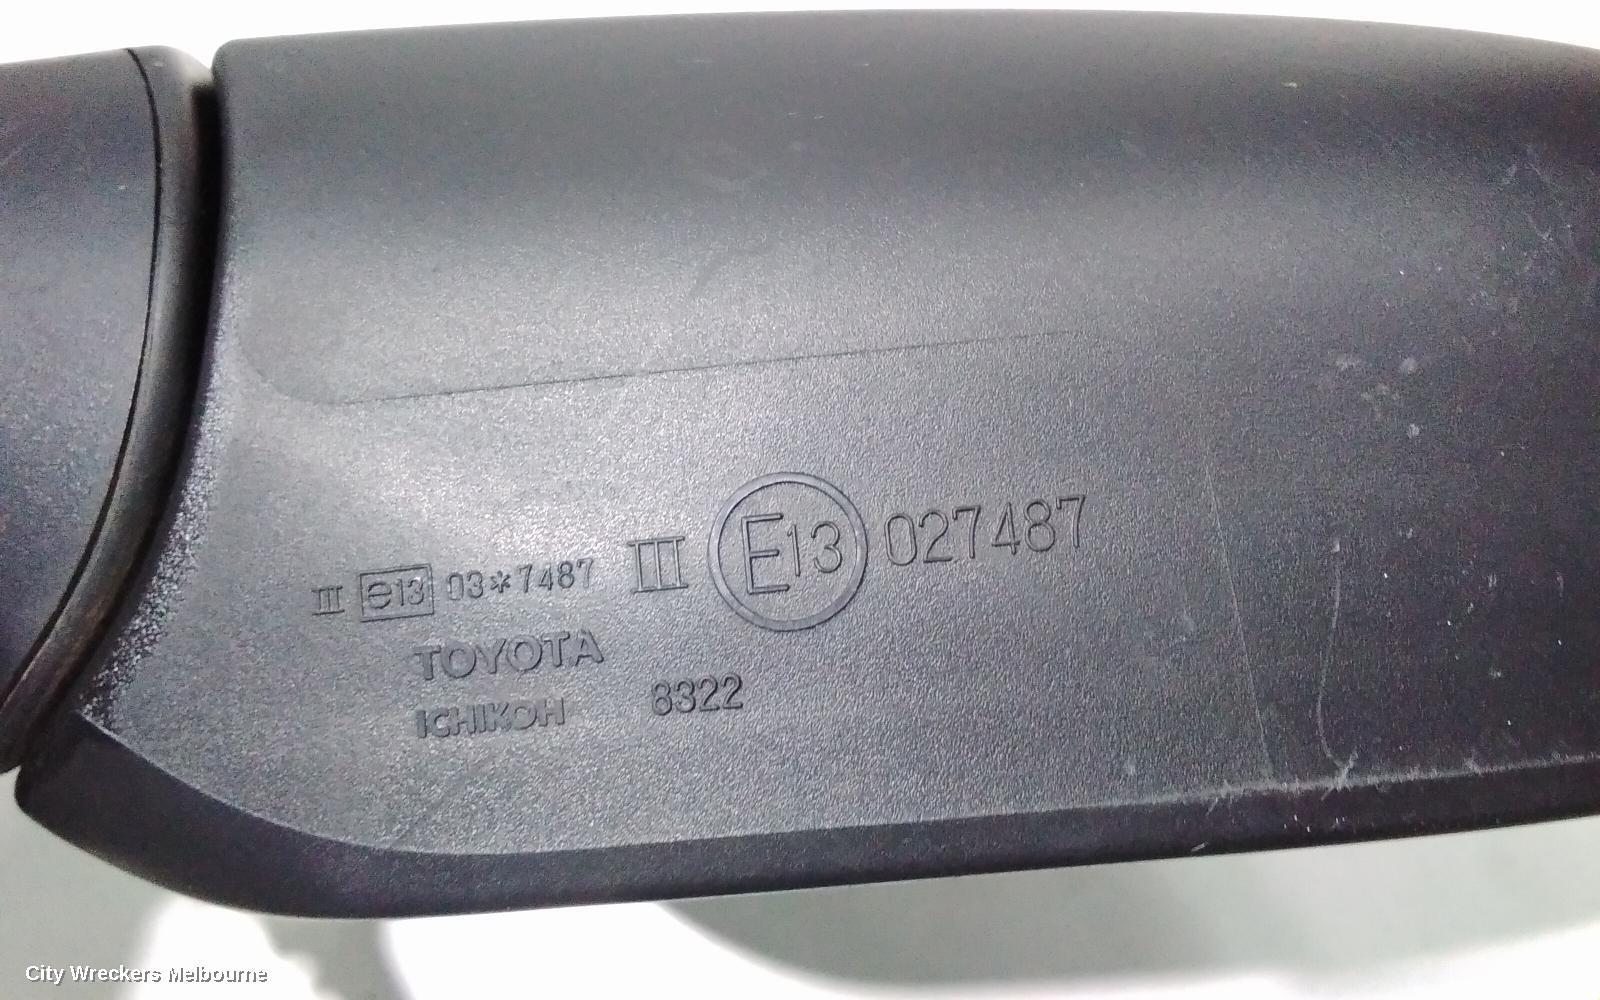 III e13 03*7487 III E13 027487
TOYOTA
ICHIKOH 8322
City Wreckers Melbourne